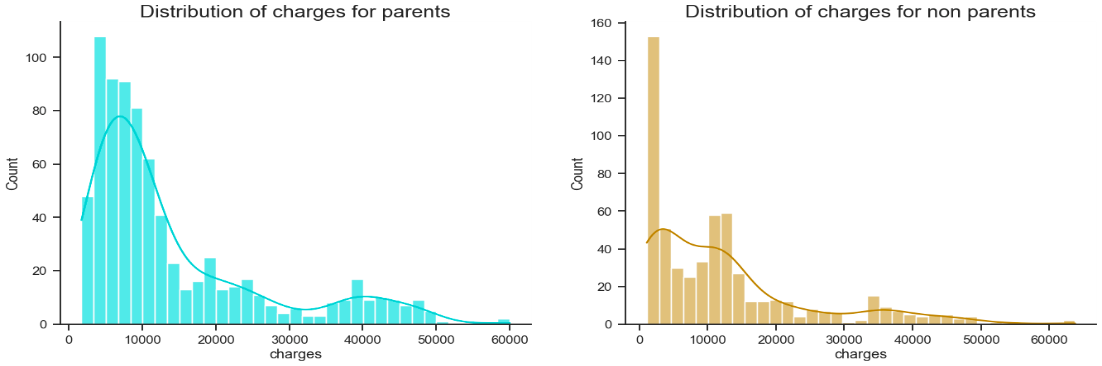 Distribution of charges for parents
Count
100
80
60
40
20
0
0 10000 20000 30000 40000 50000 60000
charges
Distribution of charges for non parents
Count
160
140
120
100
80
60
40
20
0
0 10000 20000 30000 40000 50000 60000
charges